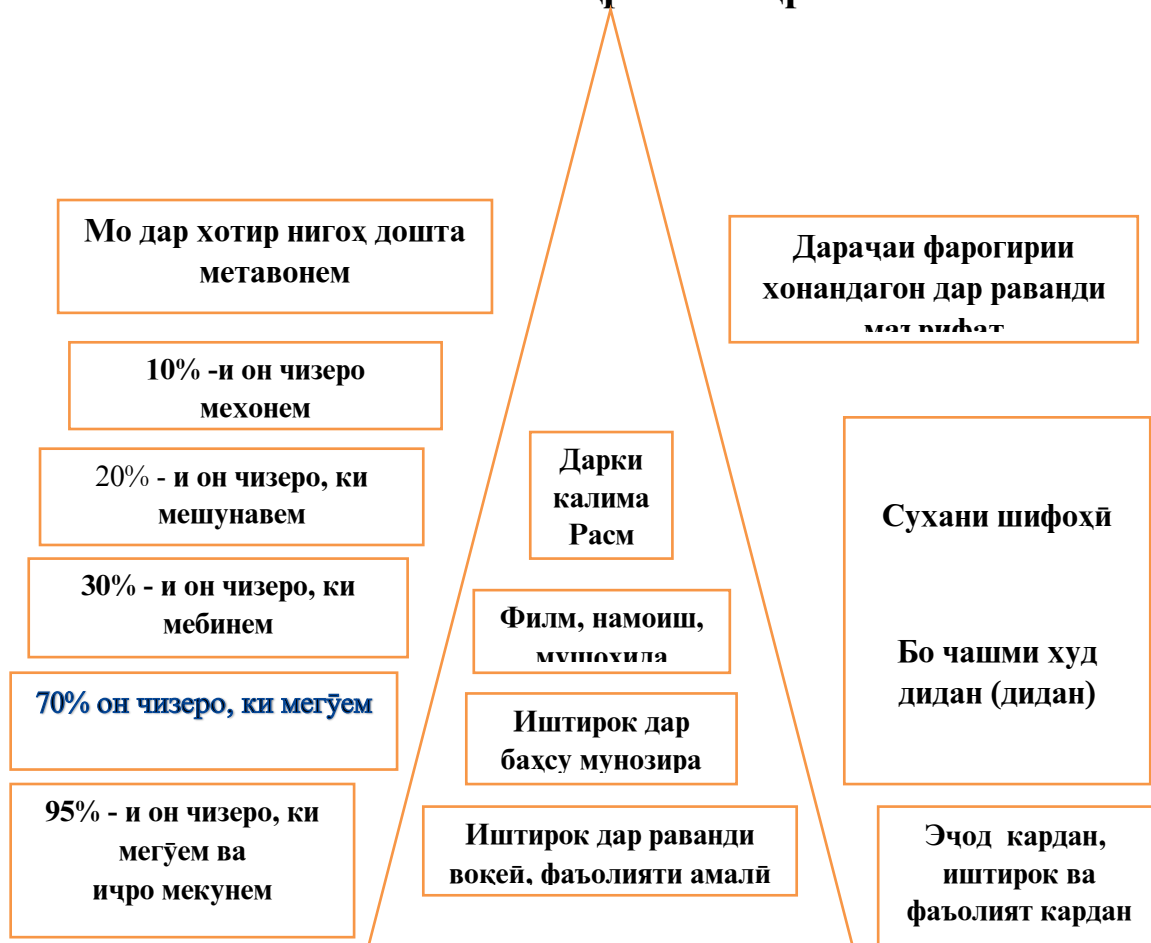 Мо дар хотир нигоҳ дошта
метавонем
10% -и он чизеро
мехонем
20% - и он чизеро, ки
мешунавем
30% - и он чизеро, ки
мебинем
70% он чизеро, ки мегӯем
95% - и он чизеро, ки
мегӯем ва
иҷро мекунем
Дарки
калима
Расм
Филм, намоиш,
мушоҳида
Иштирок дар
баҳсу мунозира
Иштирок дар раванди
воқеӣ, фаъолияти амалӣ
Дараҷаи фарогирии
хонандагон дар раванди
маърифат
Сухани шифоҳӣ
Бо чашми худ
дидан (дидан)
Эҷод кардан,
иштирок ва
фаъолият кардан